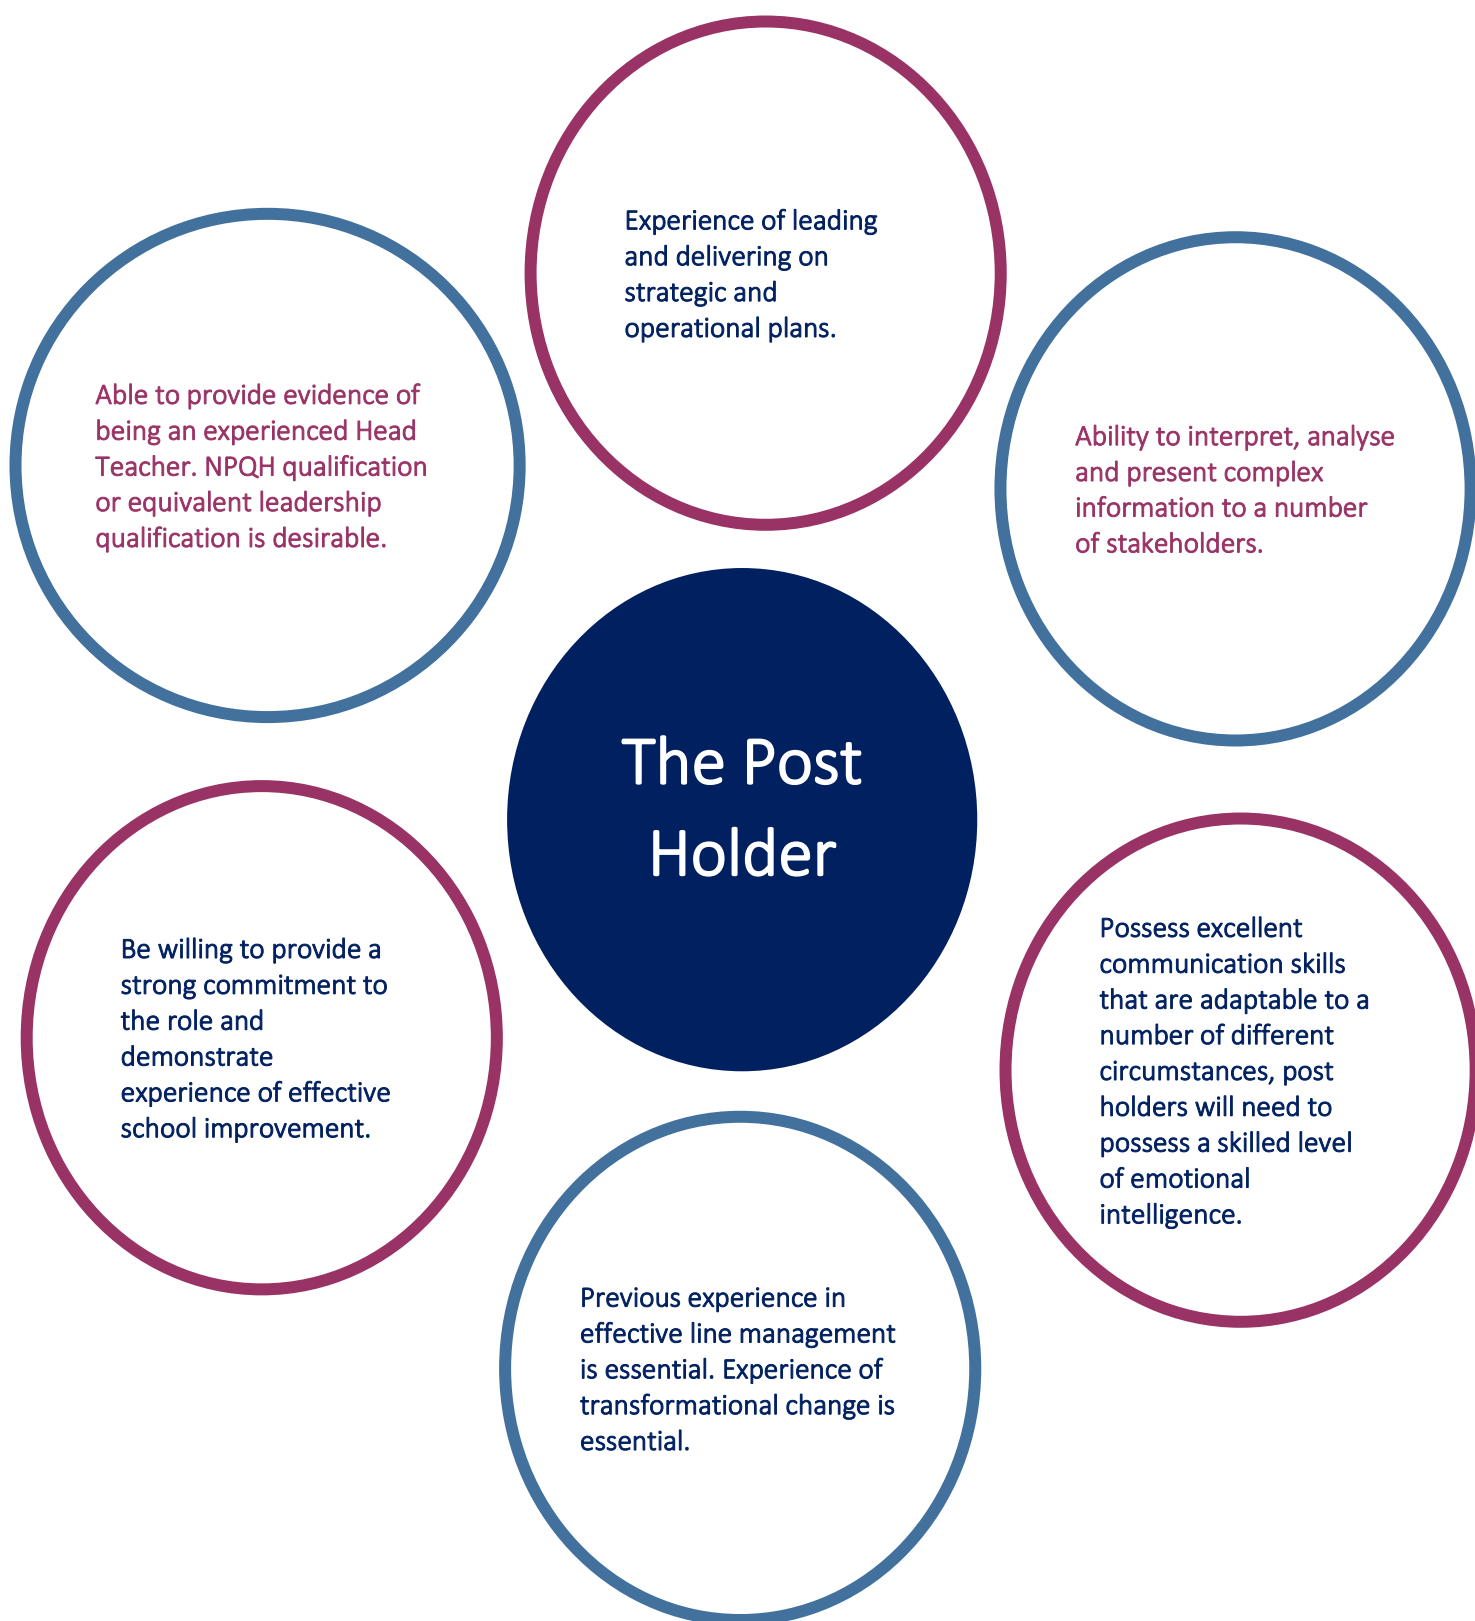 Experience of leading
and delivering on
strategic and
operational plans.
Able to provide evidence of
being an experienced Head
Teacher. NPQH qualification
or equivalent leadership
qualification is desirable.
Ability to interpret, analyse
and present complex
information to a number
of stakeholders.
The Post
Holder
Be willing to provide a
strong commitment to
the role and
demonstrate
experience of effective
school improvement.
Possess excellent
communication skills
that are adaptable to a
number of different
circumstances, post
holders will need to
possess a skilled level
of emotional
intelligence.
Previous experience in
effective line management
is essential. Experience of
transformational change is
essential.